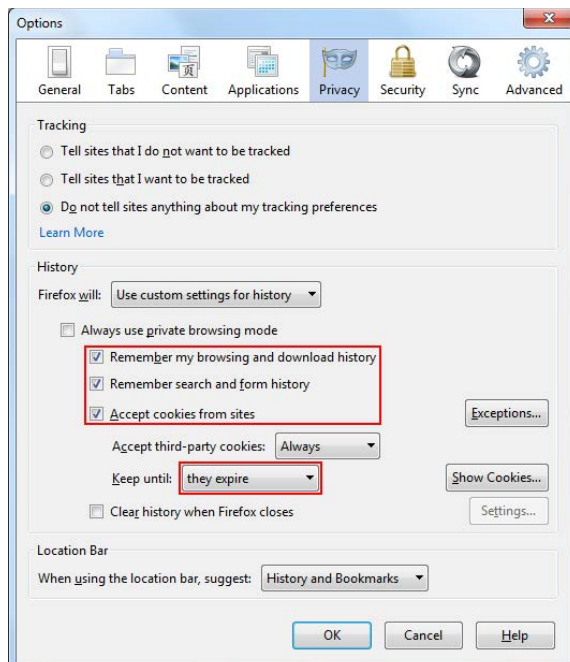 Options
General Tabs Content Applications Privacy Security Sync Advanced
Tracking
Tell sites that I do not want to be tracked
Tell sites that I want to be tracked
Do not tell sites anything about my tracking preferences
Learn More
History
Firefox will: Use custom settings for history
Always use private browsing mode
Remember my browsing and download history
Remember search and form history
Accept cookies from sites Exceptions...
Accept third-party cookies: Always
Keep until: they expire Show Cookies...
Clear history when Firefox closes Settings...
Location Bar
When using the location bar, suggest: History and Bookmarks
OK Cancel Help